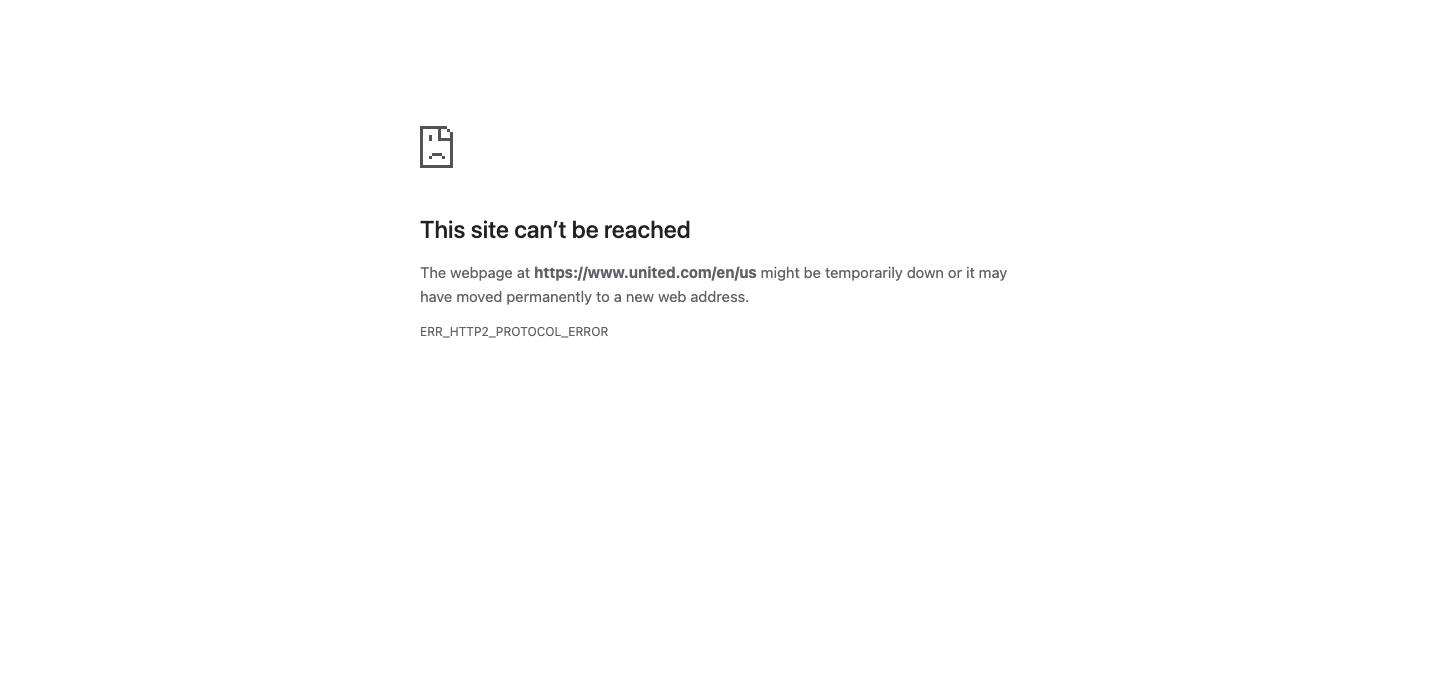 This site can’t be reached
The webpage at https://www.united.com/en/us might be temporarily down or it may
have moved permanently to a new web address.
ERR_HTTP2_PROTOCOL_ERROR